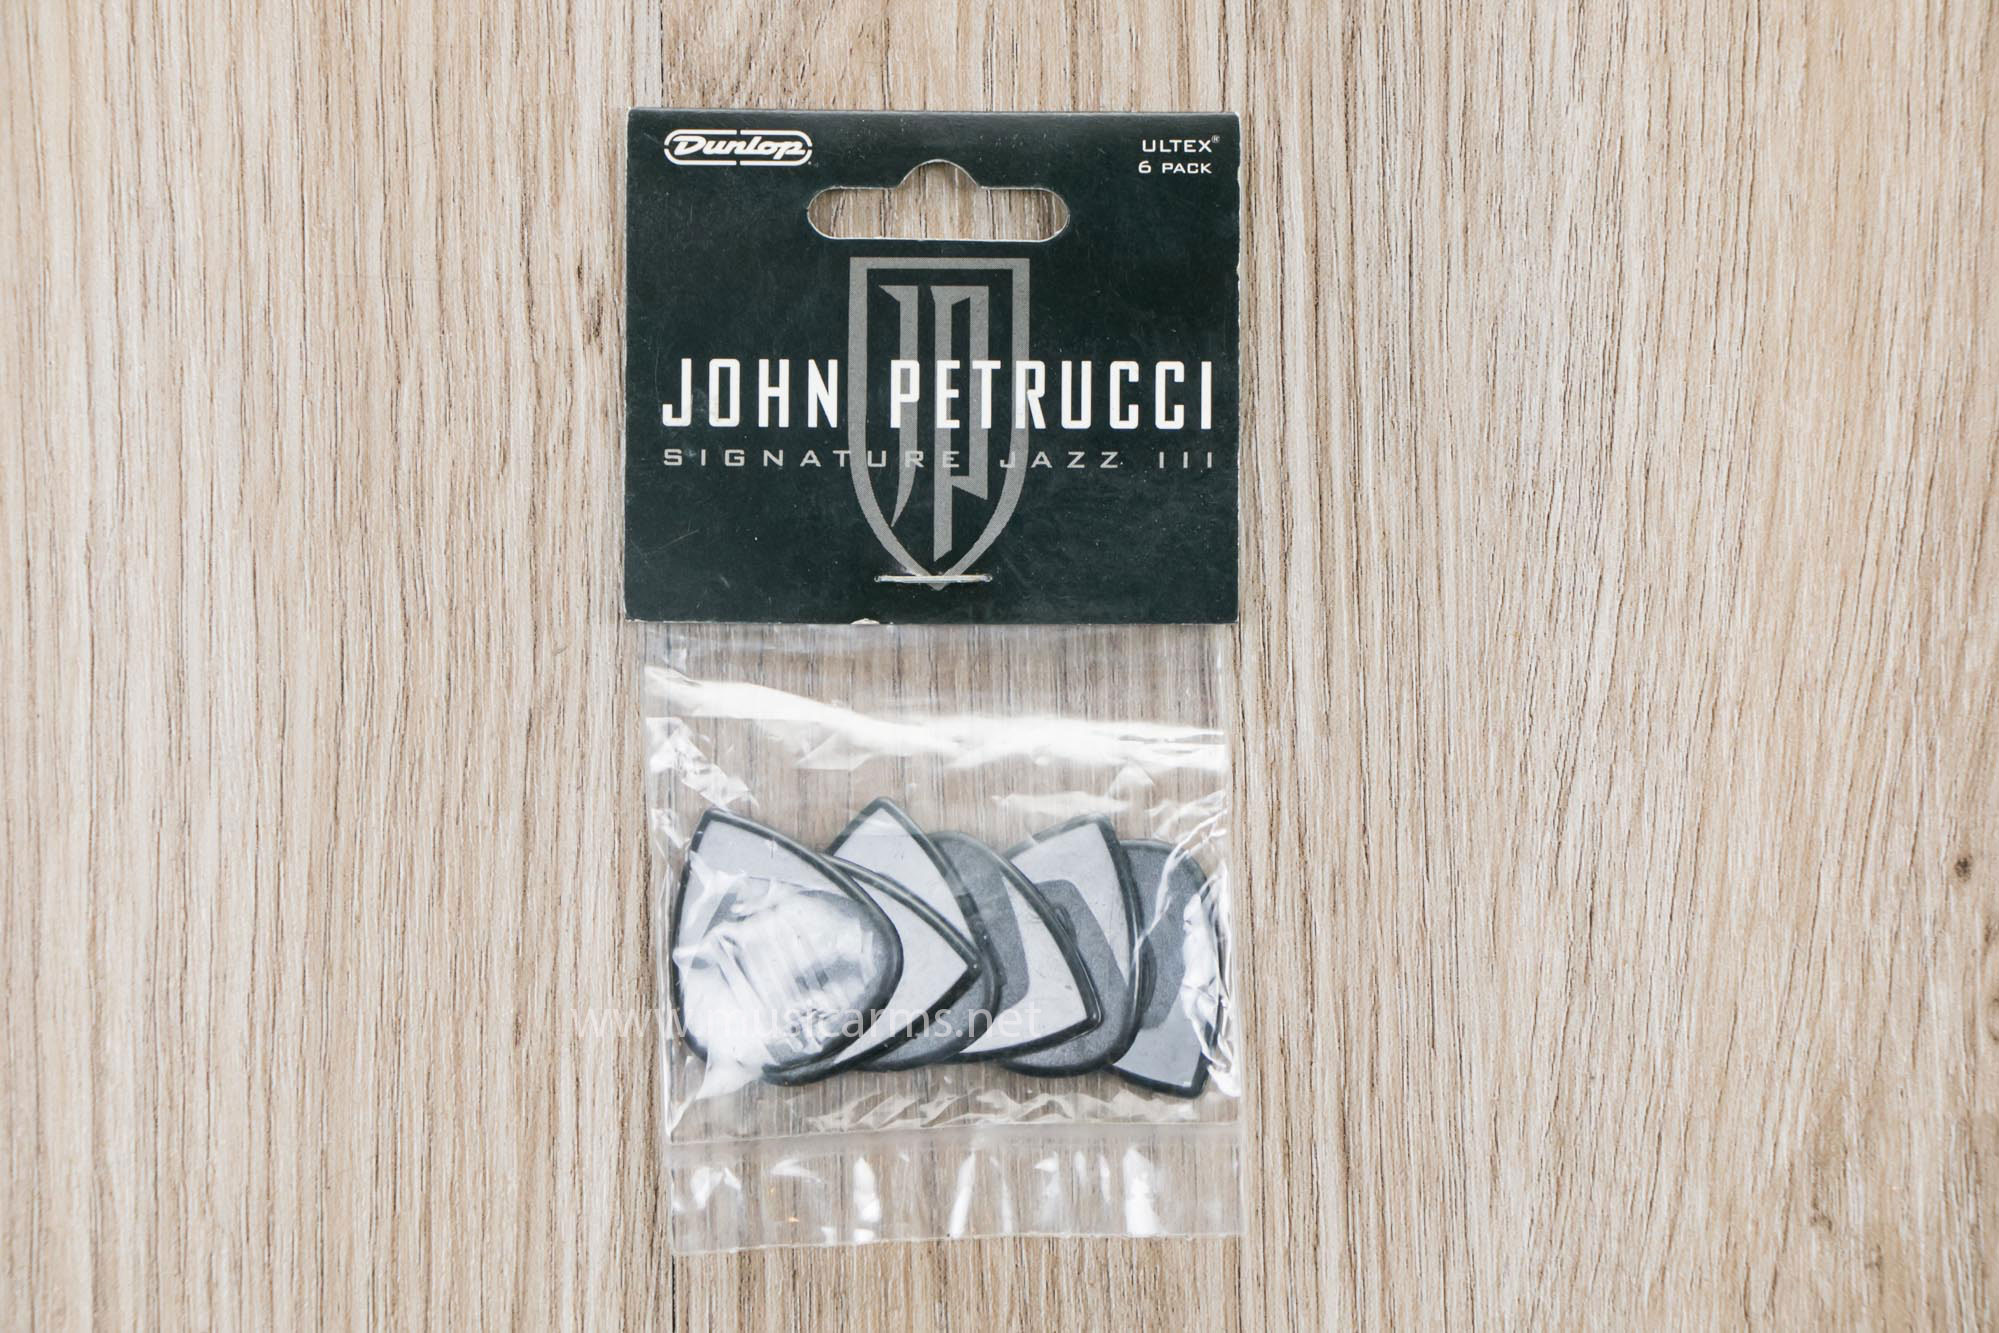 Dunlop
ULTEX®
6 PACK
JP
JOHN PETRUCCI
SIGNATURE JAZZ III
www.musicarms.net